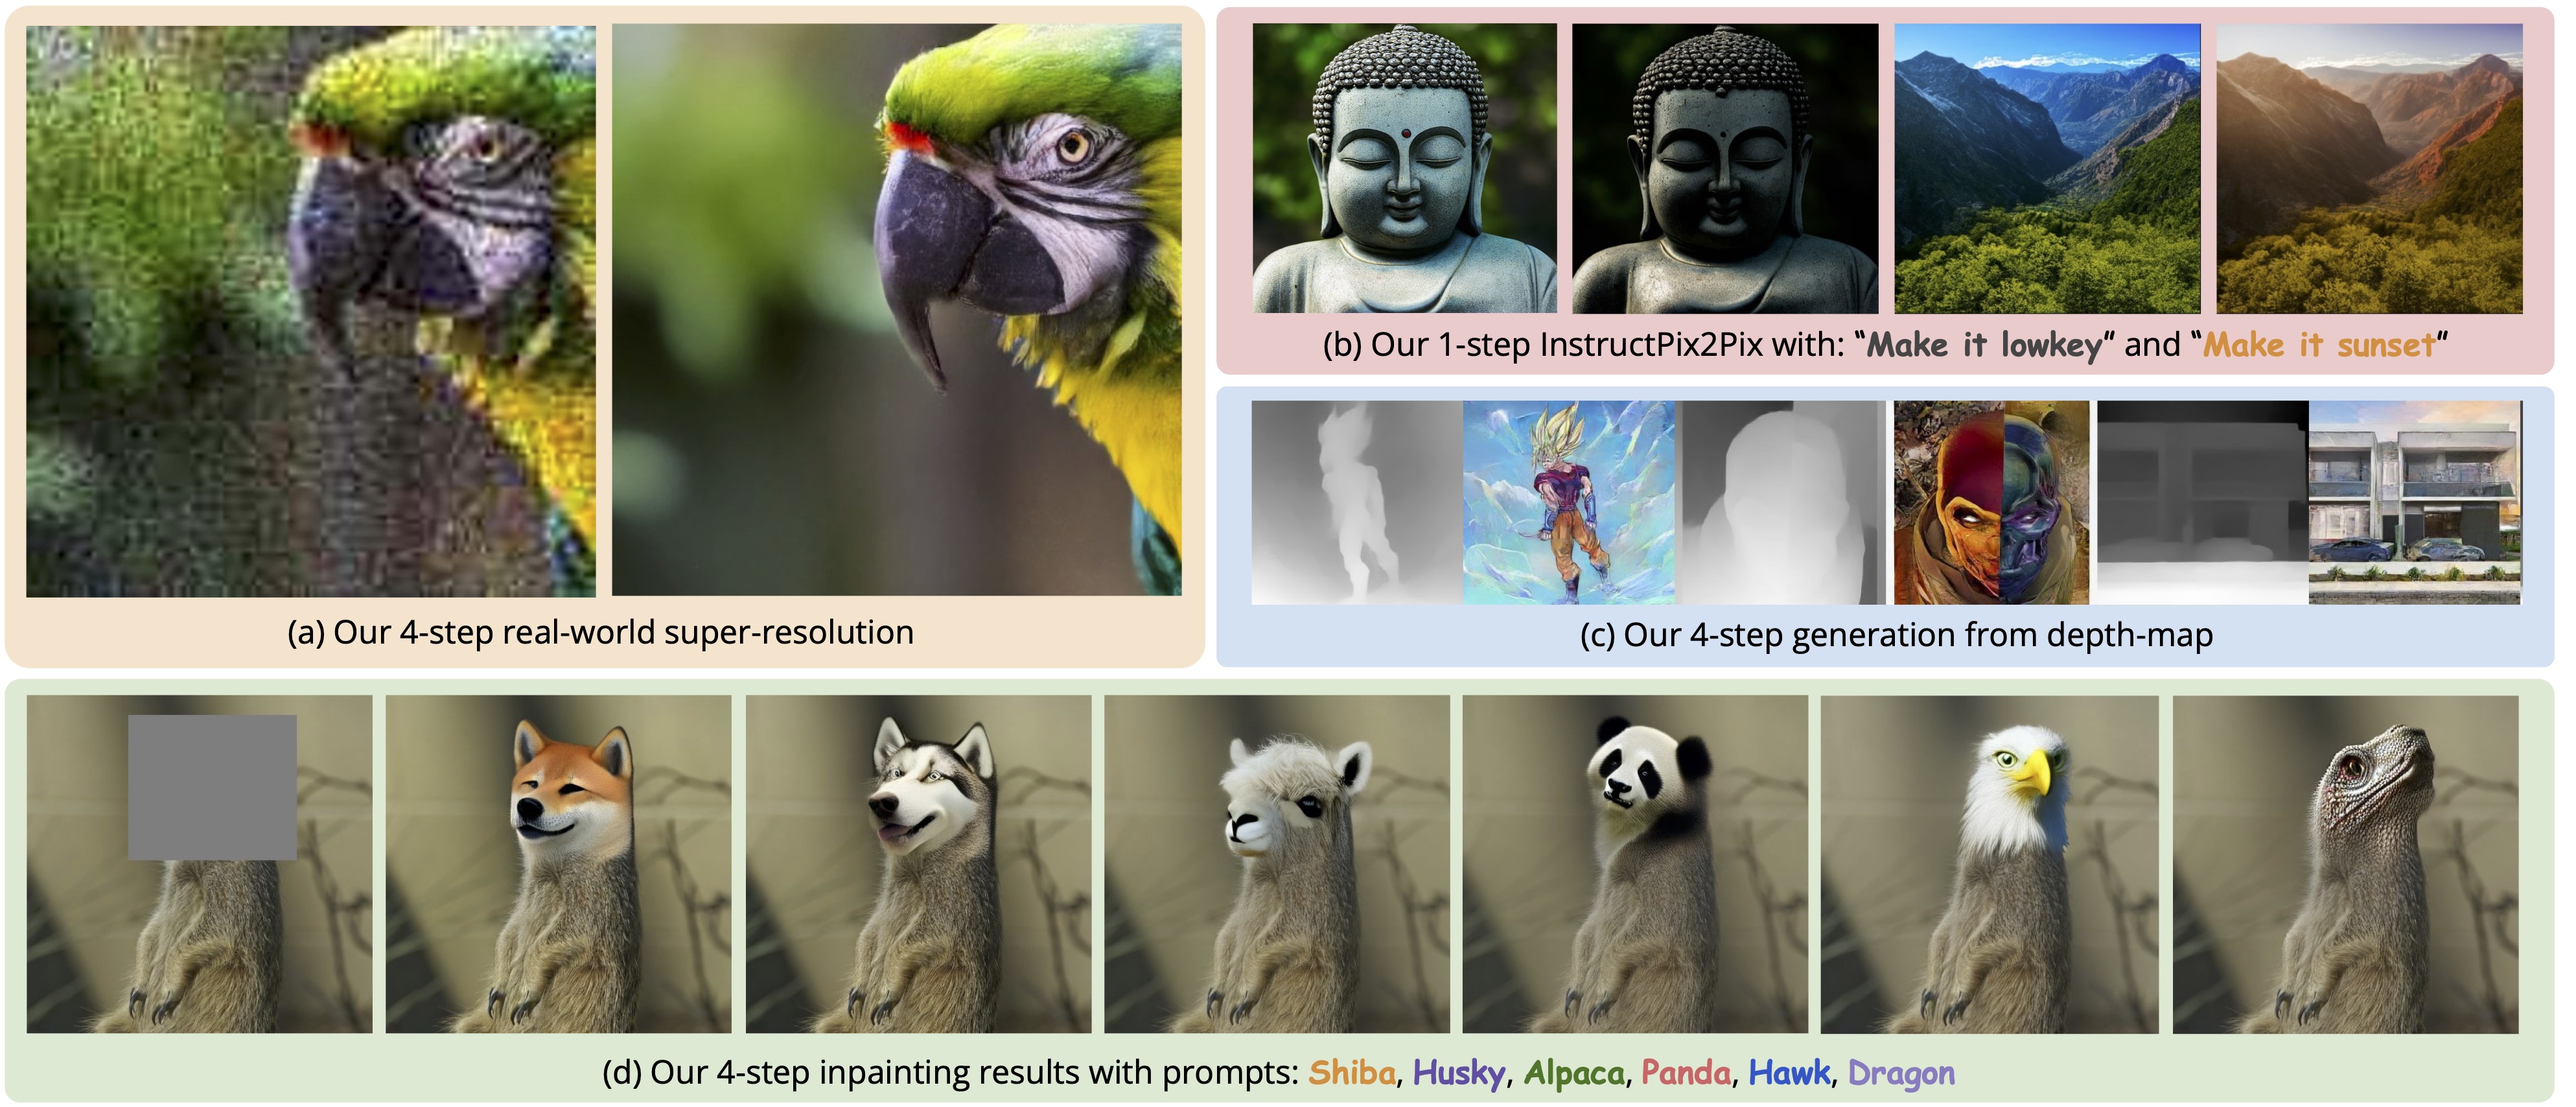 (a) Our 4-step real-world super-resolution
(b) Our 1-step InstructPix2Pix with: “Make it lowkey” and “Make it sunset”
(c) Our 4-step generation from depth-map
(d) Our 4-step inpainting results with prompts: Shiba, Husky, Alpaca, Panda, Hawk, Dragon